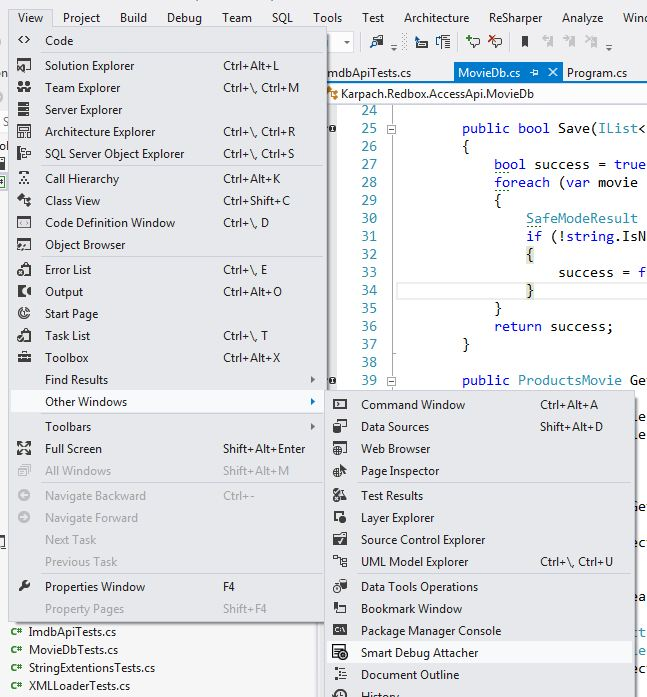 View Project Build Debug Team SQL Tools Test Architecture ReSharper Analyze
Code
Solution Explorer Ctrl+Alt+L
Team Explorer Ctrl+\, Ctrl+M
Server Explorer
Architecture Explorer Ctrl+\, Ctrl+R
SQL Server Object Explorer Ctrl+\, Ctrl+S
Call Hierarchy Ctrl+Alt+K
Class View Ctrl+Shift+C
Code Definition Window Ctrl+\, D
Object Browser
Error List Ctrl+\, E
Output Ctrl+Alt+O
Start Page
Task List Ctrl+\, T
Toolbox Ctrl+Alt+X
Find Results
Other Windows
Toolbars
Full Screen Shift+Alt+Enter
All Windows Shift+Alt+M
Navigate Backward Ctrl+-
Navigate Forward
Next Task
Previous Task
Properties Window F4
Property Pages Shift+F4
C# ImdbApiTests.cs
C# MovieDbTests.cs
C# StringExtentionsTests.cs
C# XMLLoaderTests.cs
mdbApiTests.cs MovieDb.cs Program.cs
Karpach.Redbox.AccessApi.MovieDb
24
25 public bool Save(IList<
26 {
27 bool success = true
28 foreach (var movie
29 {
30 SafeModeResult
31 if (!string.IsN
32 {
33 success = f
34 }
35 }
36 return success;
37 }
38
39 public ProductsMovie Ge
Command Window Ctrl+Alt+A
Data Sources Shift+Alt+D
Web Browser
Page Inspector
Test Results
Layer Explorer
Source Control Explorer
UML Model Explorer Ctrl+\, Ctrl+U
Data Tools Operations
Bookmark Window
Package Manager Console
Smart Debug Attacher
Document Outline
History